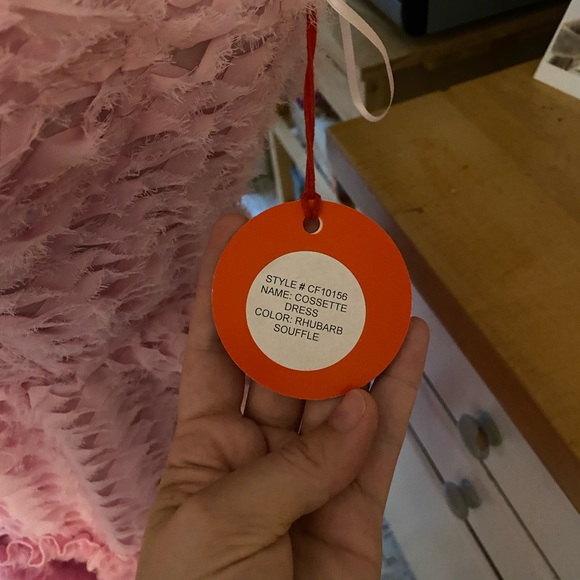 STYLE # CF10156
NAME: COSSETTE
DRESS
COLOR: RHUBARB
SOUFFLE